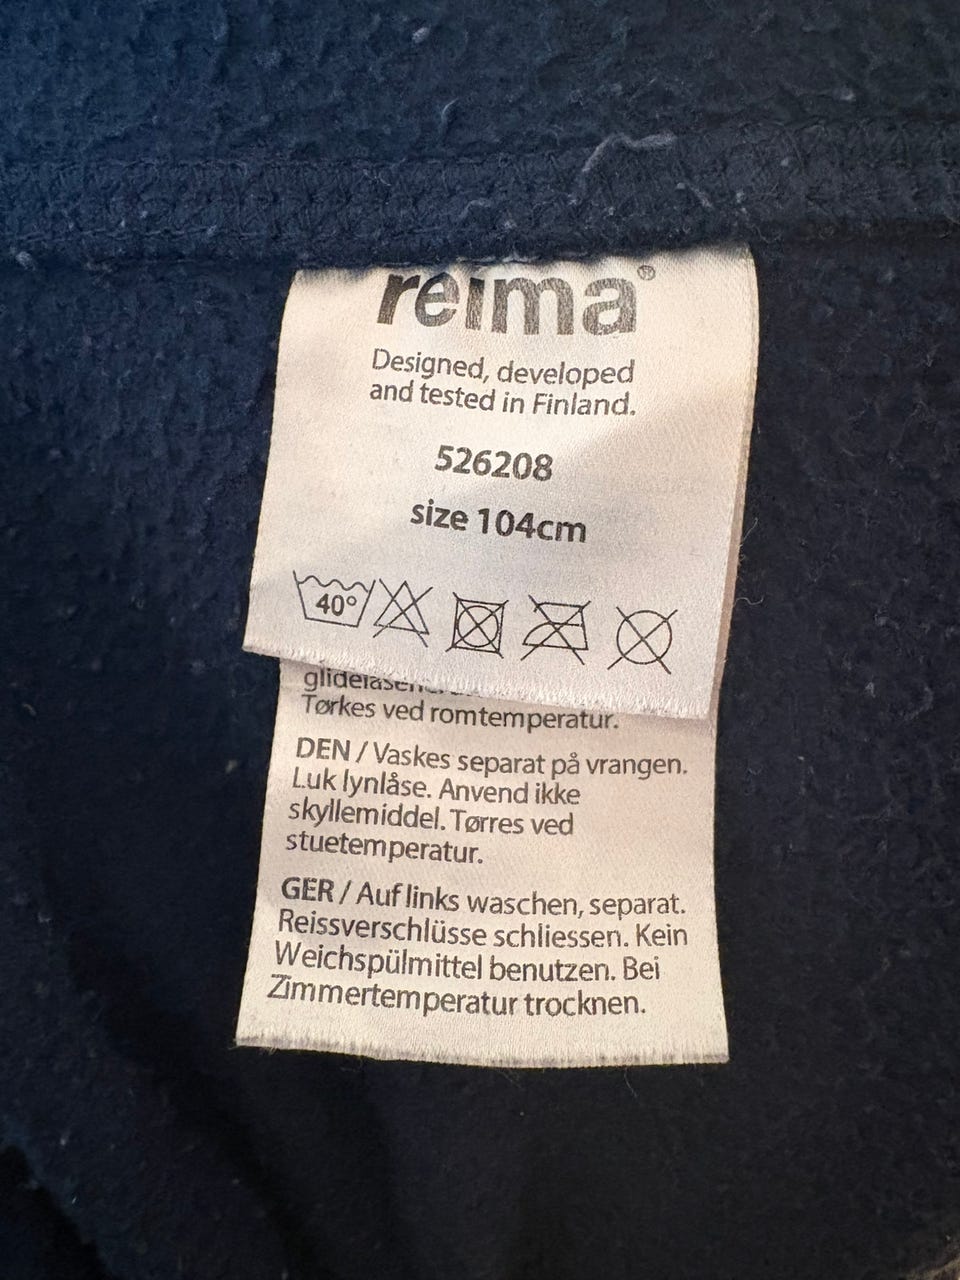 reima®
Designed, developed
and tested in Finland.
526208
size 104cm
40°
Tørkes ved romtemperatur.
DEN / Vaskes separat på vrangen.
Luk lynlåse. Anvend ikke
skyllemiddel. Tørres ved
stuetemperatur.
GER / Auf links waschen, separat.
Reissverschlüsse schliessen. Kein
Weichspülmittel benutzen. Bei
Zimmertemperatur trocknen.